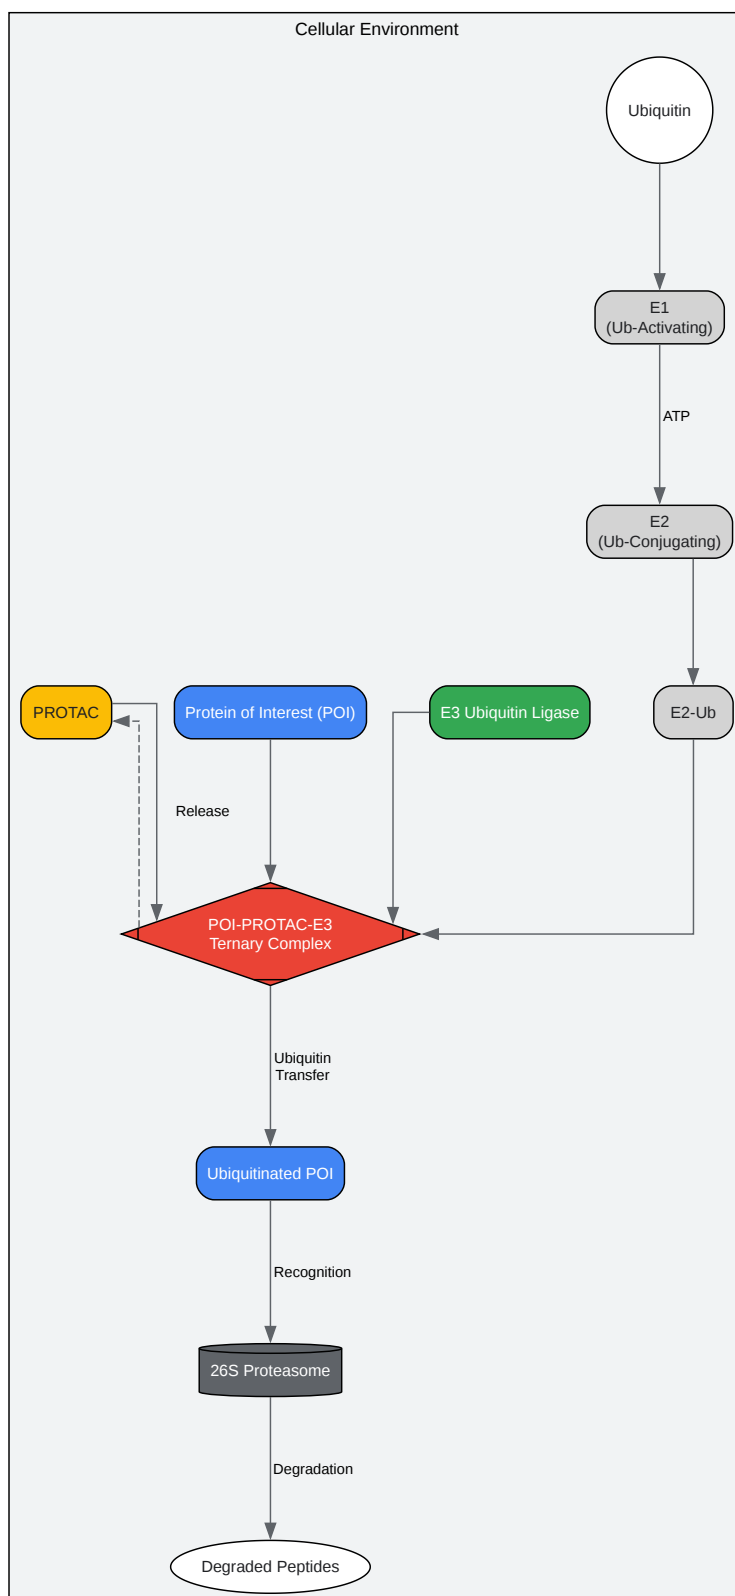 Cellular Environment
Ubiquitin
E1
(Ub-Activating)
ATP
E2
(Ub-Conjugating)
PROTAC
Protein of Interest (POI)
E3 Ubiquitin Ligase
E2-Ub
Release
POI-PROTAC-E3
Ternary Complex
Ubiquitin
Transfer
Ubiquitinated POI
Recognition
26S Proteasome
Degradation
Degraded Peptides